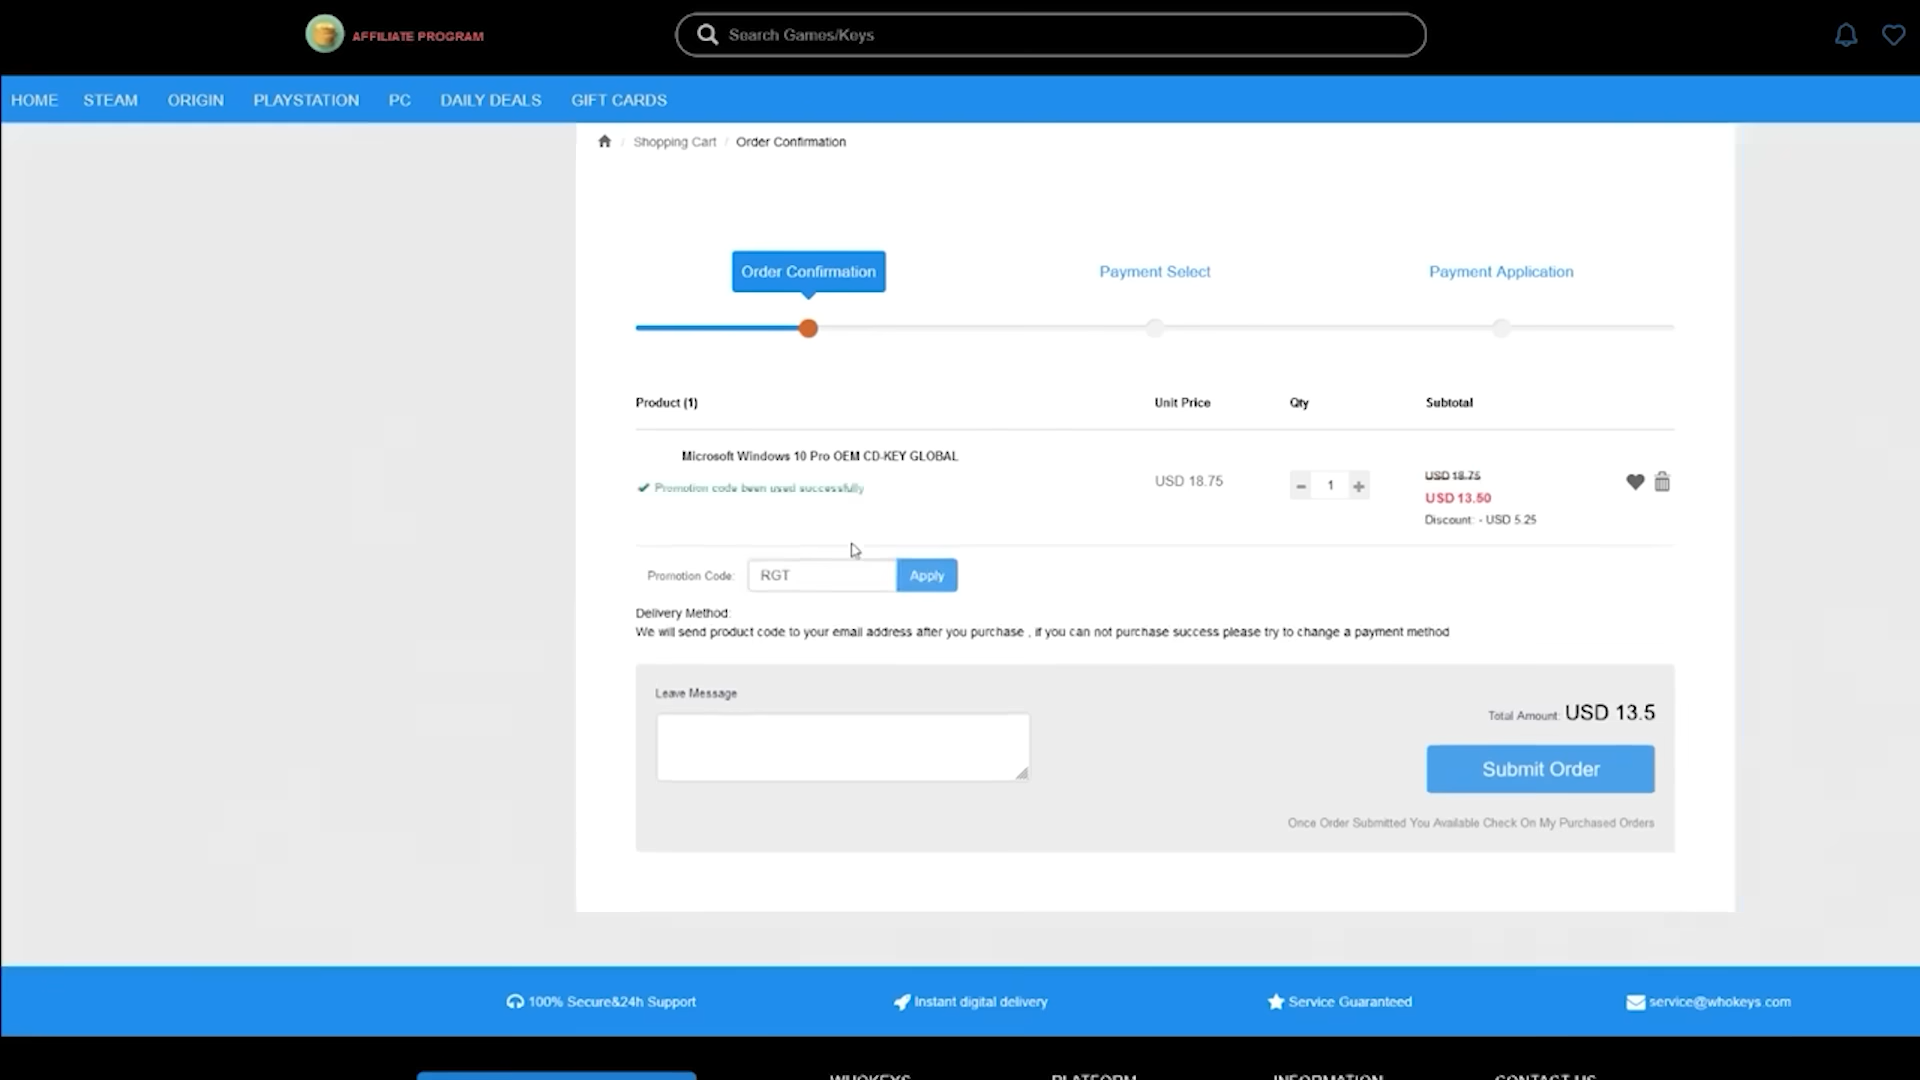 AFFILIATE PROGRAM
Search Games/Keys
HOME STEAM ORIGIN PLAYSTATION PC DAILY DEALS GIFT CARDS
/ Shopping Cart / Order Confirmation
Order Confirmation Payment Select Payment Application
Product (1) Unit Price Qty Subtotal
Microsoft Windows 10 Pro OEM CD-KEY GLOBAL
Promotion code been used successfully
USD 18.75
− 1 +
USD 18.75
USD 13.50
Discount: - USD 5.25
Promotion Code: RGT Apply
Delivery Method:
We will send product code to your email address after you purchase , if you can not purchase success please try to change a payment method
Leave Message
Total Amount: USD 13.5
Submit Order
Once Order Submitted You Available Check On My Purchased Orders
100% Secure&24h Support Instant digital delivery Service Guaranteed service@whokeys.com
WHOKEYS PLATFORM INFORMATION CONTACT US